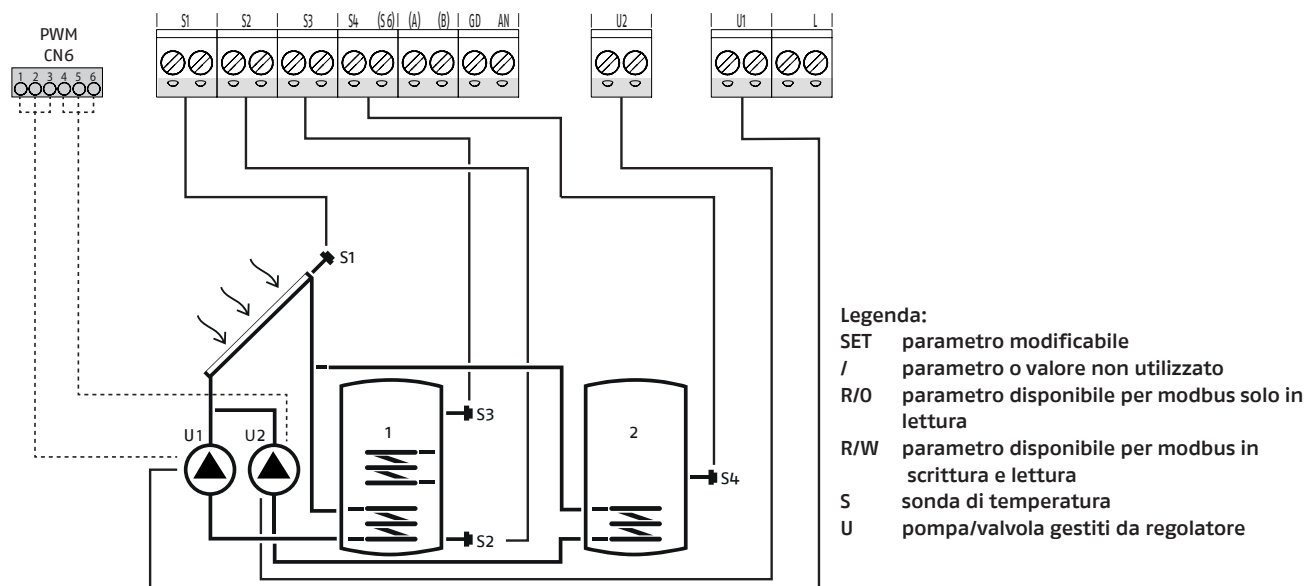 PWM
CN6
1 2 3 4 5 6
S1 S2 S3 S4 (S6) (A) (B) GD AN U2 U1 L
S1
U1 U2
1
S3
S2
2
S4
Legenda:
SET parametro modificabile
/ parametro o valore non utilizzato
R/O parametro disponibile per modbus solo in
lettura
R/W parametro disponibile per modbus in
scrittura e lettura
S sonda di temperatura
U pompa/valvola gestiti da regolatore